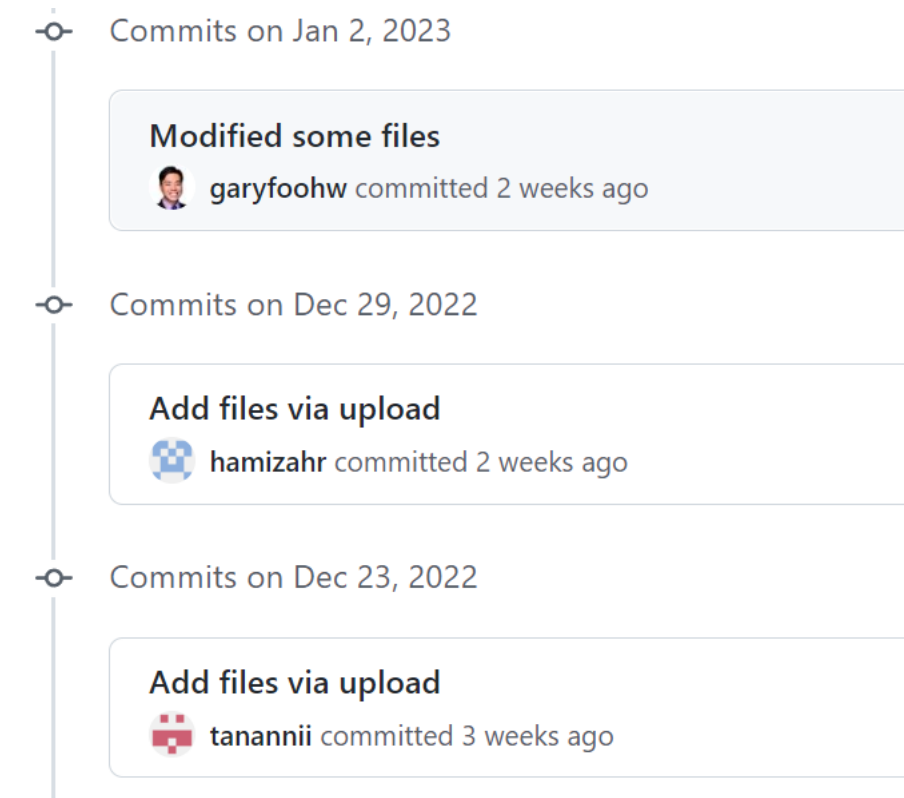 Commits on Jan 2, 2023
Modified some files
garyfoohw committed 2 weeks ago
Commits on Dec 29, 2022
Add files via upload
hamizahr committed 2 weeks ago
Commits on Dec 23, 2022
Add files via upload
tanannii committed 3 weeks ago